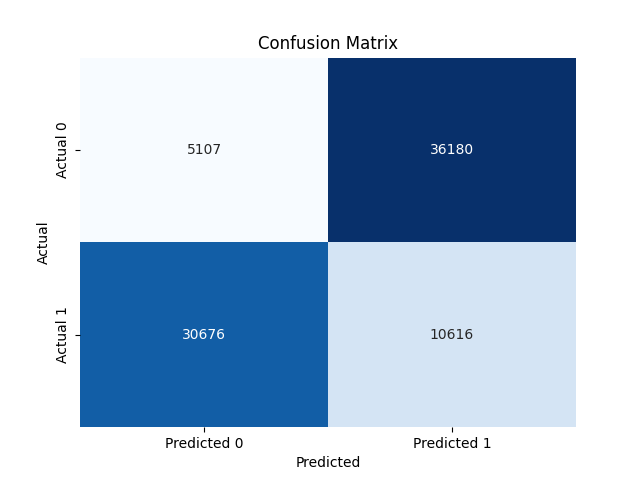 Confusion Matrix
Actual 0
5107 36180
Actual
Actual 1
30676 10616
Predicted 0 Predicted 1
Predicted